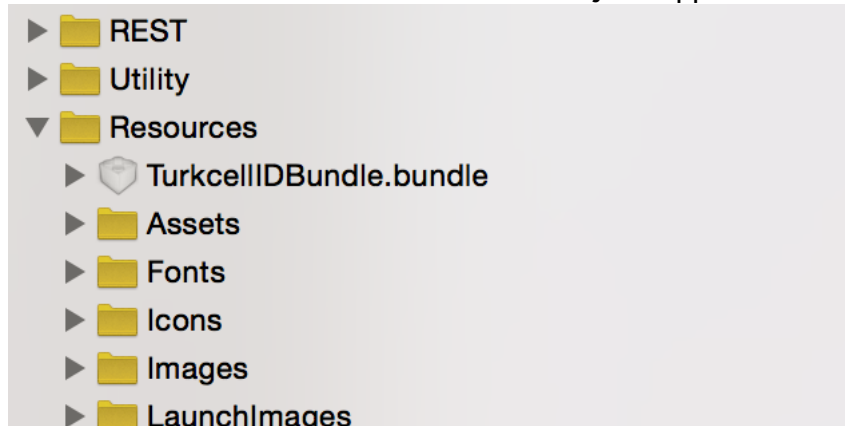 REST
Utility
Resources
TurkcellIDBundle.bundle
Assets
Fonts
Icons
Images
LaunchImages